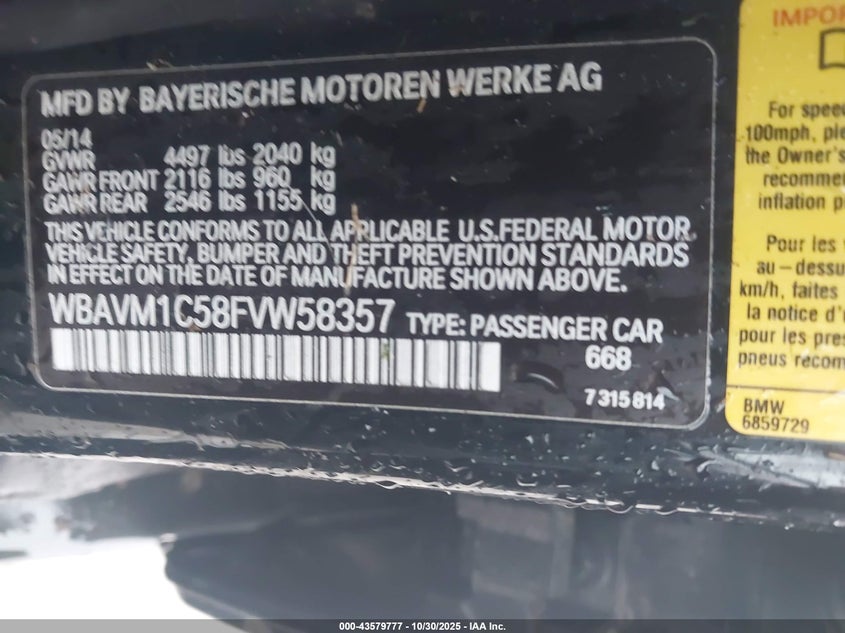 MFD BY BAYERISCHE MOTOREN WERKE AG
05/14
GVWR 4497 lbs 2040 kg
GAWR FRONT 2116 lbs 960 kg
GAWR REAR 2546 lbs 1155 kg
THIS VEHICLE CONFORMS TO ALL APPLICABLE U.S.FEDERAL MOTOR
VEHICLE SAFETY, BUMPER AND THEFT PREVENTION STANDARDS
IN EFFECT ON THE DATE OF MANUFACTURE SHOWN ABOVE.
WBAVM1C58FVW58357 TYPE: PASSENGER CAR
668
7 315 814
IMPOR
For speed
100mph, ple
the Owner's
recomme
inflation p
Pour les
au-dessu
km/h, faites
la notice d'
pour les pres
pneus recom
BMW
6859729
000-43579777 - 10/30/2025 - IAA Inc.